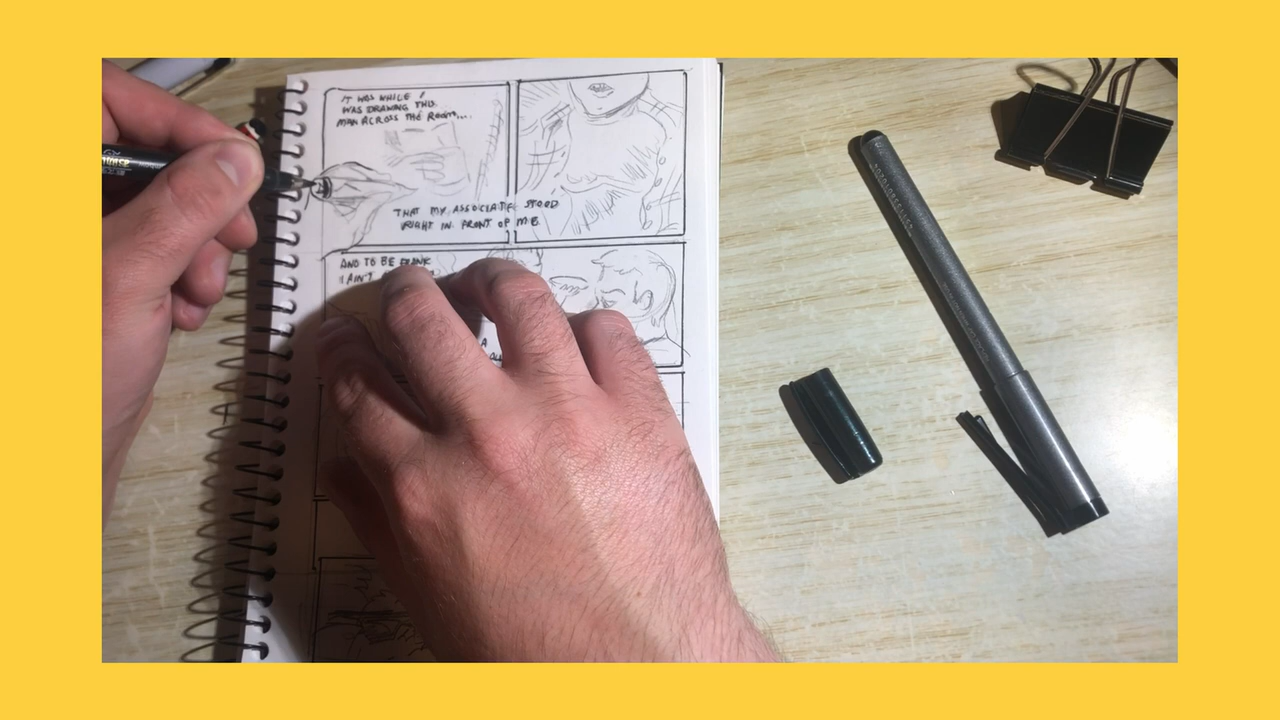 IT WAS WHILE I
WAS DRAWING THIS
MAN ACROSS THE ROOM...
THAT MY ASSOCIATE STOOD
RIGHT IN FRONT OF ME.
AND TO BE FRANK
I AIN'T
A